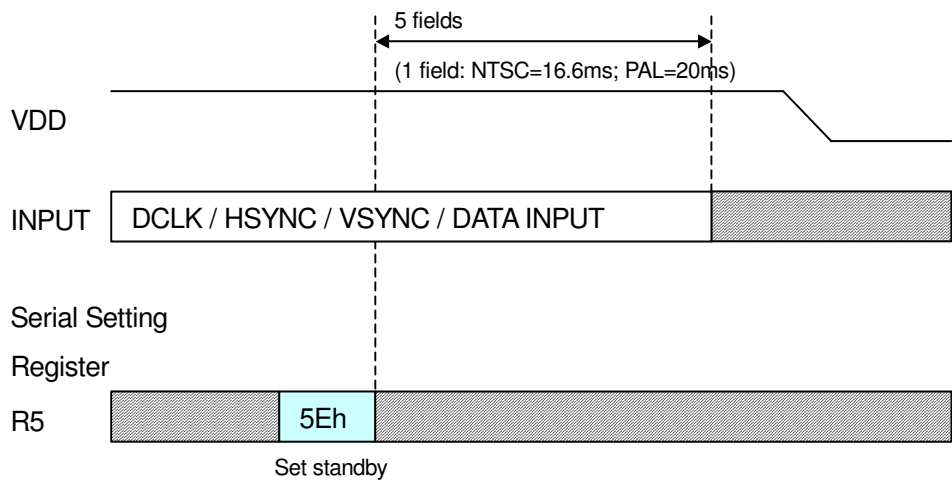 5 fields
(1 field: NTSC=16.6ms; PAL=20ms)
VDD
INPUT
DCLK / HSYNC / VSYNC / DATA INPUT
Serial Setting
Register
R5
5Eh
Set standby